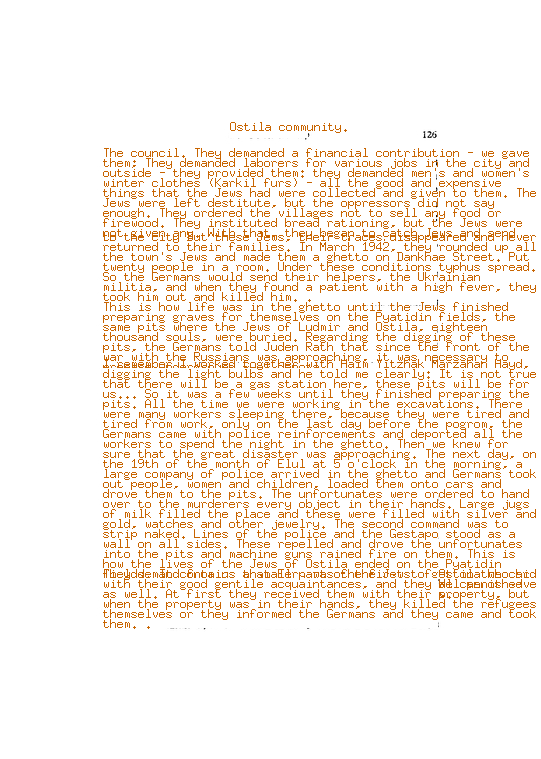 Ostila community.
126
The council. They demanded a financial contribution - we gave
them; They demanded laborers for various jobs in the city and
outside - they provided them; they demanded men's and women's
winter clothes (Karkil furs) - all the good and expensive
things that the Jews had were collected and given to them. The
Jews were left destitute, but the oppressors did not say
enough. They ordered the villages not to sell any food or
firewood. They instituted bread rationing, but the Jews were
not given any. With that, they began to catch Jews and send
to the city but these Jews, their traces disappeared and never
returned to their families. In March 1942, they rounded up all
the town's Jews and made them a ghetto on Dankhae Street. Put
twenty people in a room. Under these conditions typhus spread.
So the Germans would send their helpers, the Ukrainian
militia, and when they found a patient with a high fever, they
took him out and killed him. .
This is how life was in the ghetto until the Jews finished
preparing graves for themselves on the Pyatidin fields, the
same pits where the Jews of Ludmir and Ostila, eighteen
thousand souls, were buried. Regarding the digging of these
pits, the Germans told Juden Rath that since the front of the
war with the Russians was approaching, it was necessary to
I remember I worked together with Haim Yitzhak Marzanah Hayd,
digging the light bulbs and he told me clearly: It is not true
that there will be a gas station here, these pits will be for
us... So it was a few weeks until they finished preparing the
pits. All the time we were working in the excavations. There
were many workers sleeping there, because they were tired and
tired from work, only on the last day before the pogrom, the
Germans came with police reinforcements and deported all the
workers to spend the night in the ghetto. Then we knew for
sure that the great disaster was approaching. The next day, on
the 19th of the month of Elul at 5 o'clock in the morning, a
large company of police arrived in the ghetto and Germans took
out people, women and children, loaded them onto cars and
drove them to the pits. The unfortunates were ordered to hand
over to the murderers every object in their hands. Large jugs
of milk filled the place and these were filled with silver and
gold, watches and other jewelry. The second command was to
strip naked. Lines of the police and the Gestapo stood as a
wall on all sides. These repelled and drove the unfortunates
into the pits and machine guns rained fire on them. This is
how the lives of the Jews of Ostila ended on the Pyatidin
with their good gentile acquaintances, and they
as well. At first they received them with their property, but
when the property was in their hands, they killed the refugees
themselves or they informed the Germans and they came and took
them. .